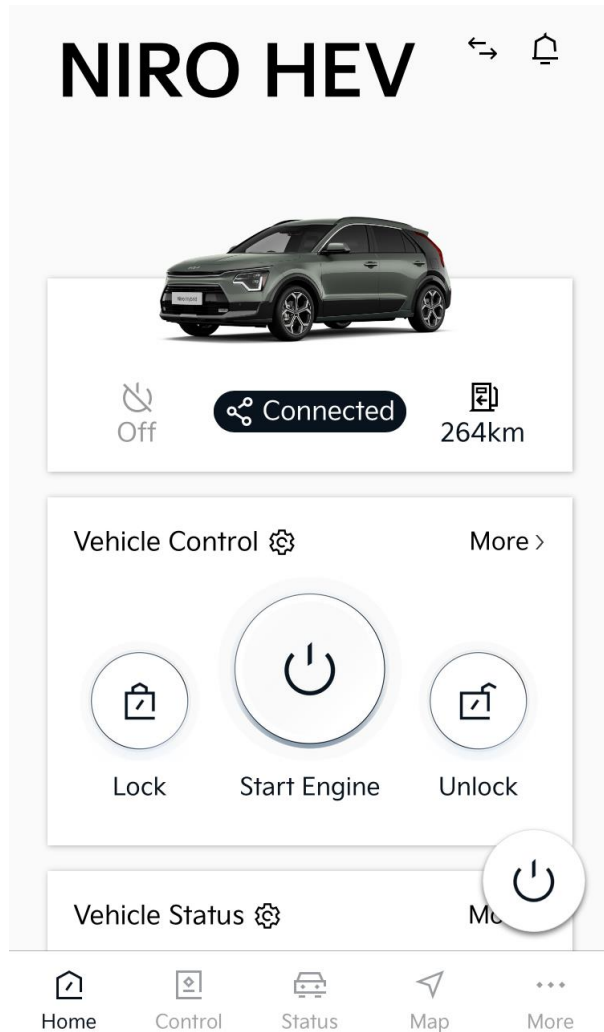 NIRO HEV
Off
Connected
264km
Vehicle Control
More >
Lock
Start Engine
Unlock
Vehicle Status
Home
Control
Status
Map
More